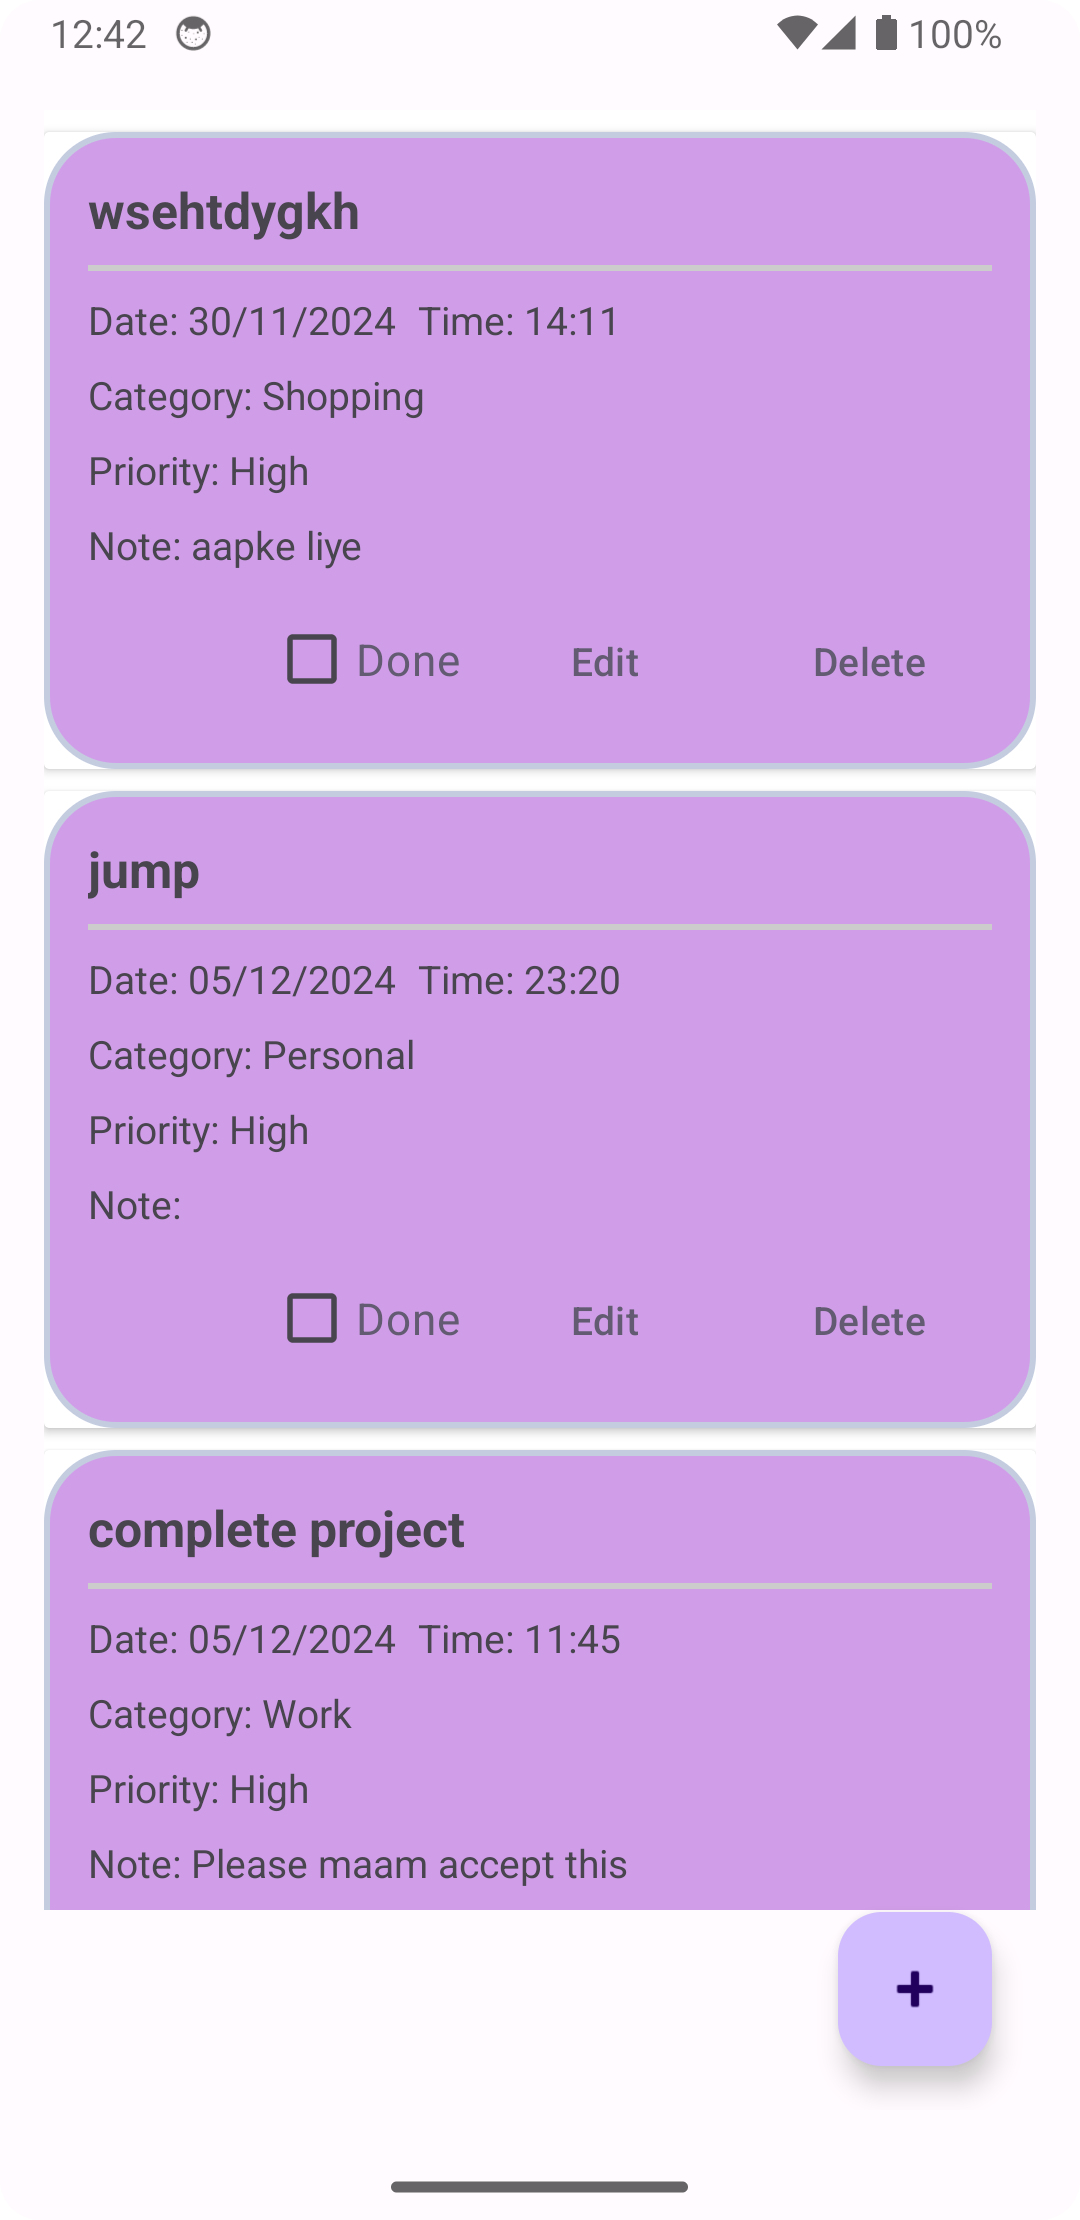 12:42 100%
wsehtdygkh
Date: 30/11/2024 Time: 14:11
Category: Shopping
Priority: High
Note: aapke liye
Done Edit Delete
jump
Date: 05/12/2024 Time: 23:20
Category: Personal
Priority: High
Note:
Done Edit Delete
complete project
Date: 05/12/2024 Time: 11:45
Category: Work
Priority: High
Note: Please maam accept this
+